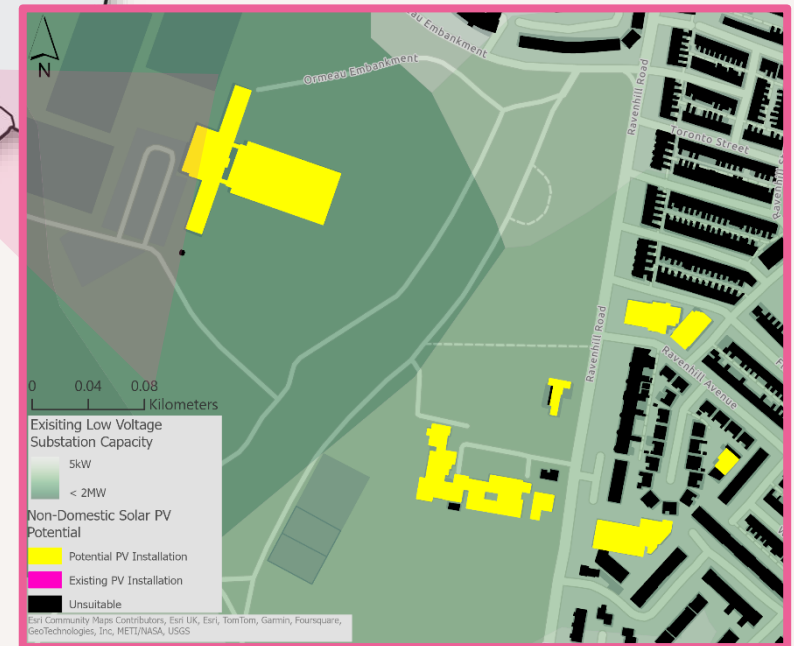 au Embankment
Ormeau Embankment
N
Ravenhill Road
Toronto Street
Ravenhill
Ravenhill Road
Ravenhill Avenue
0 0.04 0.08
Kilometers
Exisiting Low Voltage
Substation Capacity
5kW
< 2MW
Non-Domestic Solar PV
Potential
Potential PV Installation
Existing PV Installation
Unsuitable
Esri Community Maps Contributors, Esri UK, Esri, TomTom, Garmin, Foursquare,
GeoTechnologies, Inc, METI/NASA, USGS